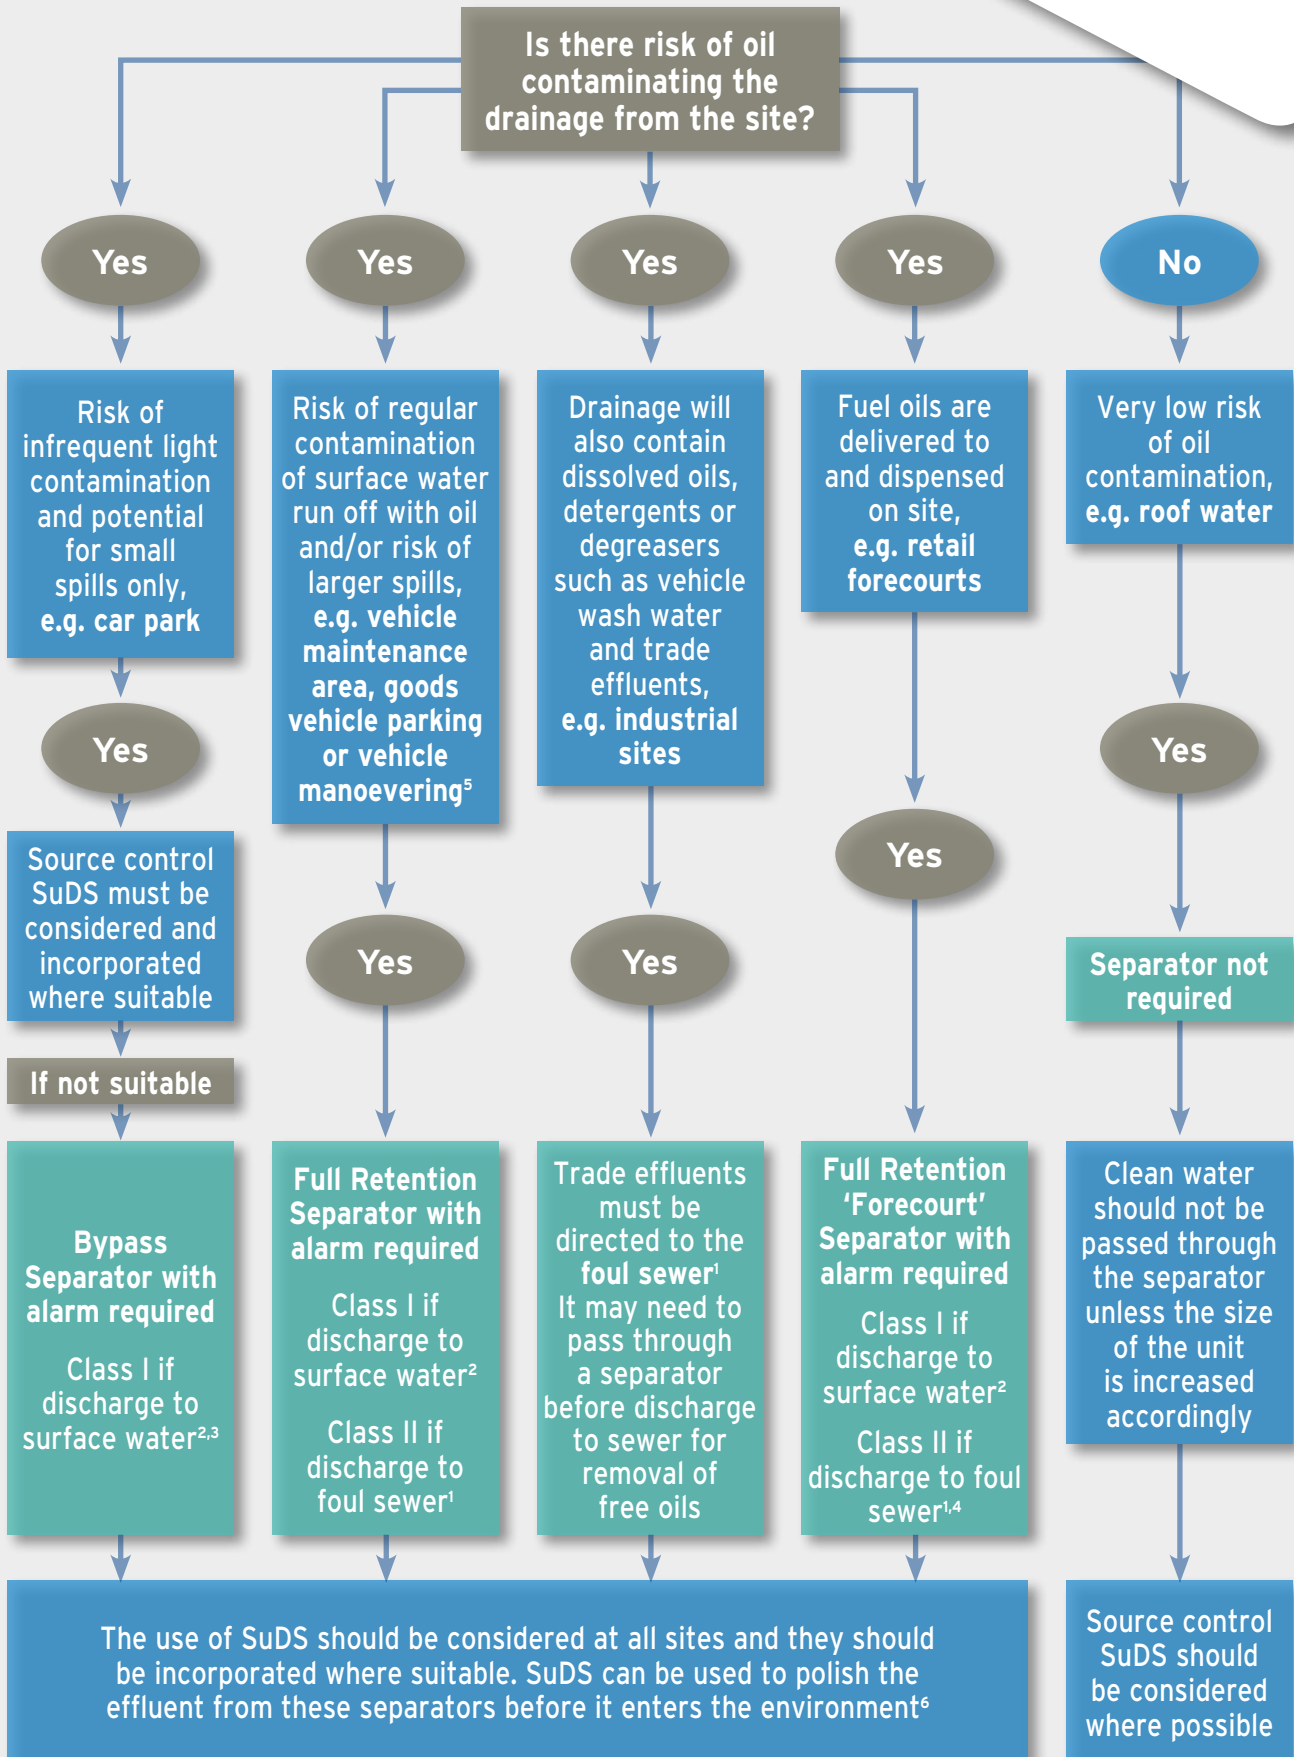 Is there risk of oil
contaminating the
drainage from the site?
Yes
Yes
Yes
Yes
No
Risk of
infrequent light
contamination
and potential
for small
spills only,
e.g. car park
Yes
Source control
SuDS must be
considered and
incorporated
where suitable
If not suitable
Bypass
Separator with
alarm required
Class I if
discharge to
surface water²,³
Risk of regular
contamination
of surface water
run off with oil
and/or risk of
larger spills,
e.g. vehicle
maintenance
area, goods
vehicle parking
or vehicle
manoevering⁵
Yes
Full Retention
Separator with
alarm required
Class I if
discharge to
surface water²
Class II if
discharge to
foul sewer¹
Drainage will
also contain
dissolved oils,
detergents or
degreasers
such as vehicle
wash water
and trade
effluents,
e.g. industrial
sites
Yes
Trade effluents
must be
directed to the
foul sewer¹
It may need to
pass through
a separator
before discharge
to sewer for
removal of
free oils
Fuel oils are
delivered to
and dispensed
on site,
e.g. retail
forecourts
Yes
Full Retention
‘Forecourt’
Separator with
alarm required
Class I if
discharge to
surface water²
Class II if
discharge to foul
sewer¹,⁴
Very low risk
of oil
contamination,
e.g. roof water
Yes
Separator not
required
Clean water
should not be
passed through
the separator
unless the size
of the unit
is increased
accordingly
The use of SuDS should be considered at all sites and they should
be incorporated where suitable. SuDS can be used to polish the
effluent from these separators before it enters the environment⁶
Source control
SuDS should
be considered
where possible